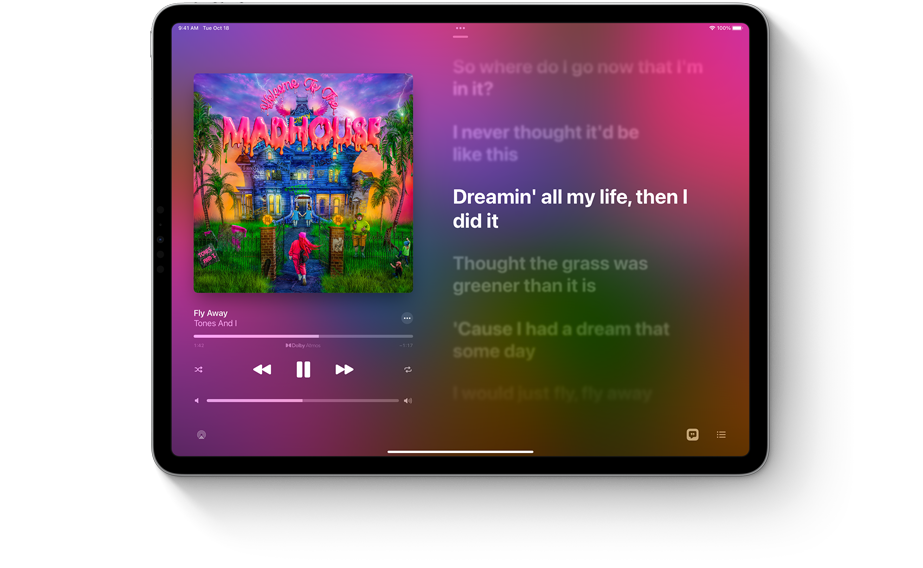 9:41 AM Tue Oct 18
100%
Welcome To The
MADHOUSE
TONES AND I
Fly Away
Tones And I
Dolby Atmos
So where do I go now that I'm
in it?
I never thought it'd be
like this
Dreamin' all my life, then I
did it
Thought the grass was
greener than it is
'Cause I had a dream that
some day
I would just fly, fly away